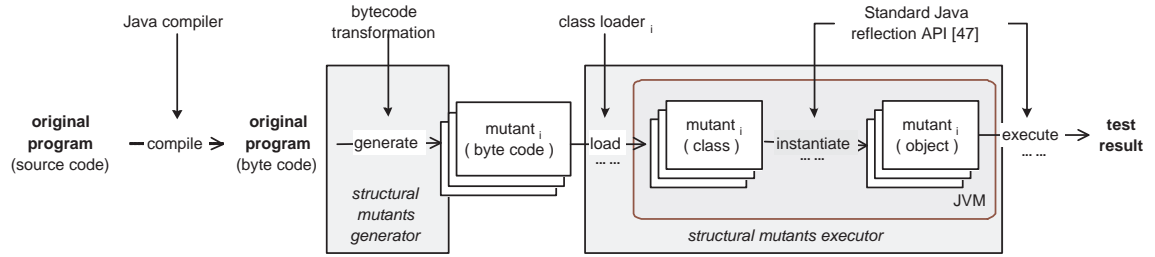 Java compiler
bytecode
transformation
class loader i
Standard Java
reflection API [47]
original
program
(source code)
compile
original
program
(byte code)
generate
mutant i
( byte code )
load
... ...
mutant i
( class )
instantiate
... ...
mutant i
( object )
execute
... ...
test
result
structural
mutants
generator
JVM
structural mutants executor